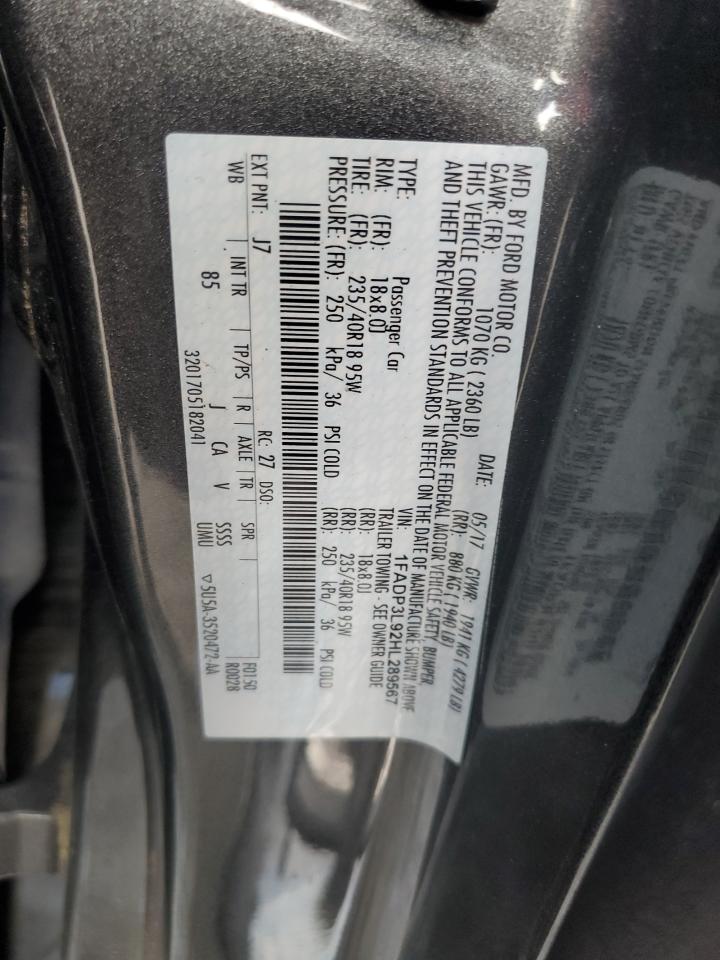 MFD. BY FORD MOTOR CO.
DATE: 05/17 GVWR: 1941 KG ( 4279 LB)
GAWR: (FR): 1070 KG ( 2360 LB) (RR): 880 KG ( 1940 LB)
THIS VEHICLE CONFORMS TO ALL APPLICABLE FEDERAL MOTOR VEHICLE SAFETY, BUMPER
AND THEFT PREVENTION STANDARDS IN EFFECT ON THE DATE OF MANUFACTURE SHOWN ABOVE
VIN: 1FADP3L92HL289567
TYPE: Passenger Car TRAILER TOWING - SEE OWNER GUIDE
RIM: (FR): 18x8.0J (RR): 18x8.0J
TIRE: (FR): 235/40R18 95W (RR): 235/40R18 95W
PRESSURE: (FR): 250 kPa/ 36 PSI COLD (RR): 250 kPa/ 36 PSI COLD
EXT PNT: J7 RC: 27 DSO: F0150
WB INT TR TP/PS R AXLE TR SPR R0028
85 J CA V SSSS
UMU
3201705182041 ▽5U5A-3520472-AA